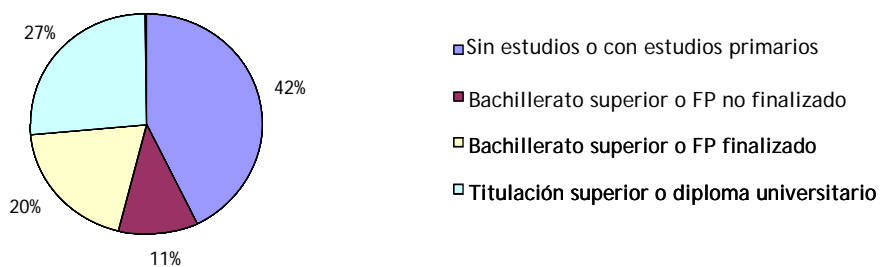 27%
42%
20%
11%
Sin estudios o con estudios primarios
Bachillerato superior o FP no finalizado
Bachillerato superior o FP finalizado
Titulación superior o diploma universitario